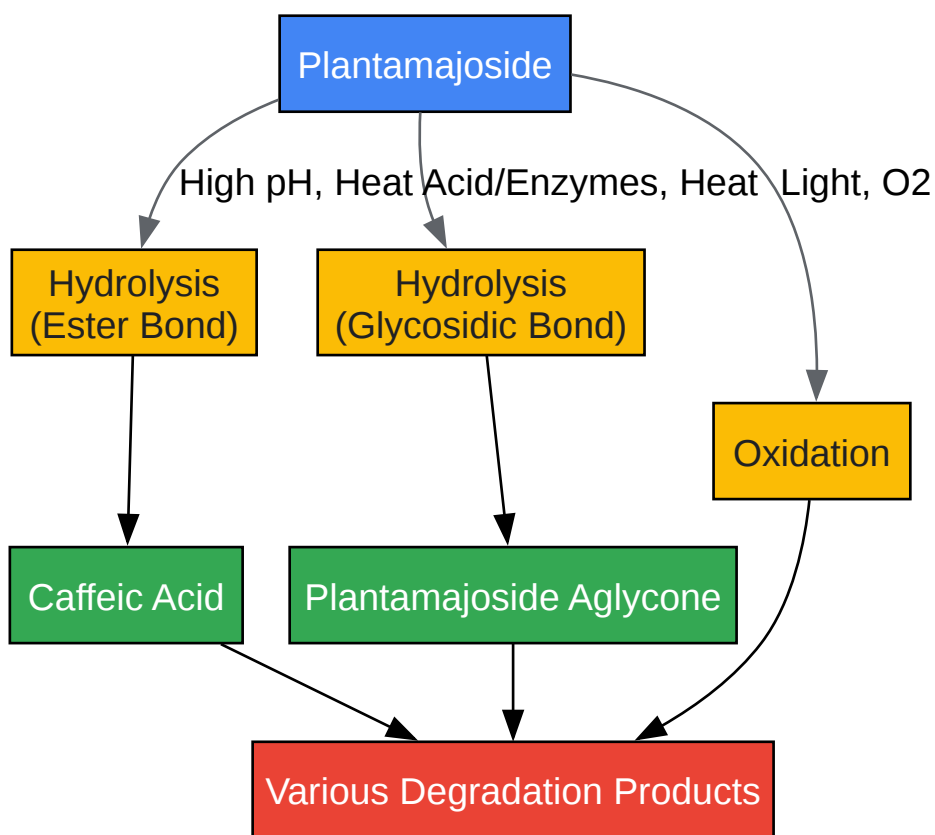 Plantamajoside
High pH, Heat Acid/Enzymes, Heat Light, O2
Hydrolysis
(Ester Bond)
Hydrolysis
(Glycosidic Bond)
Oxidation
Caffeic Acid
Plantamajoside Aglycone
Various Degradation Products